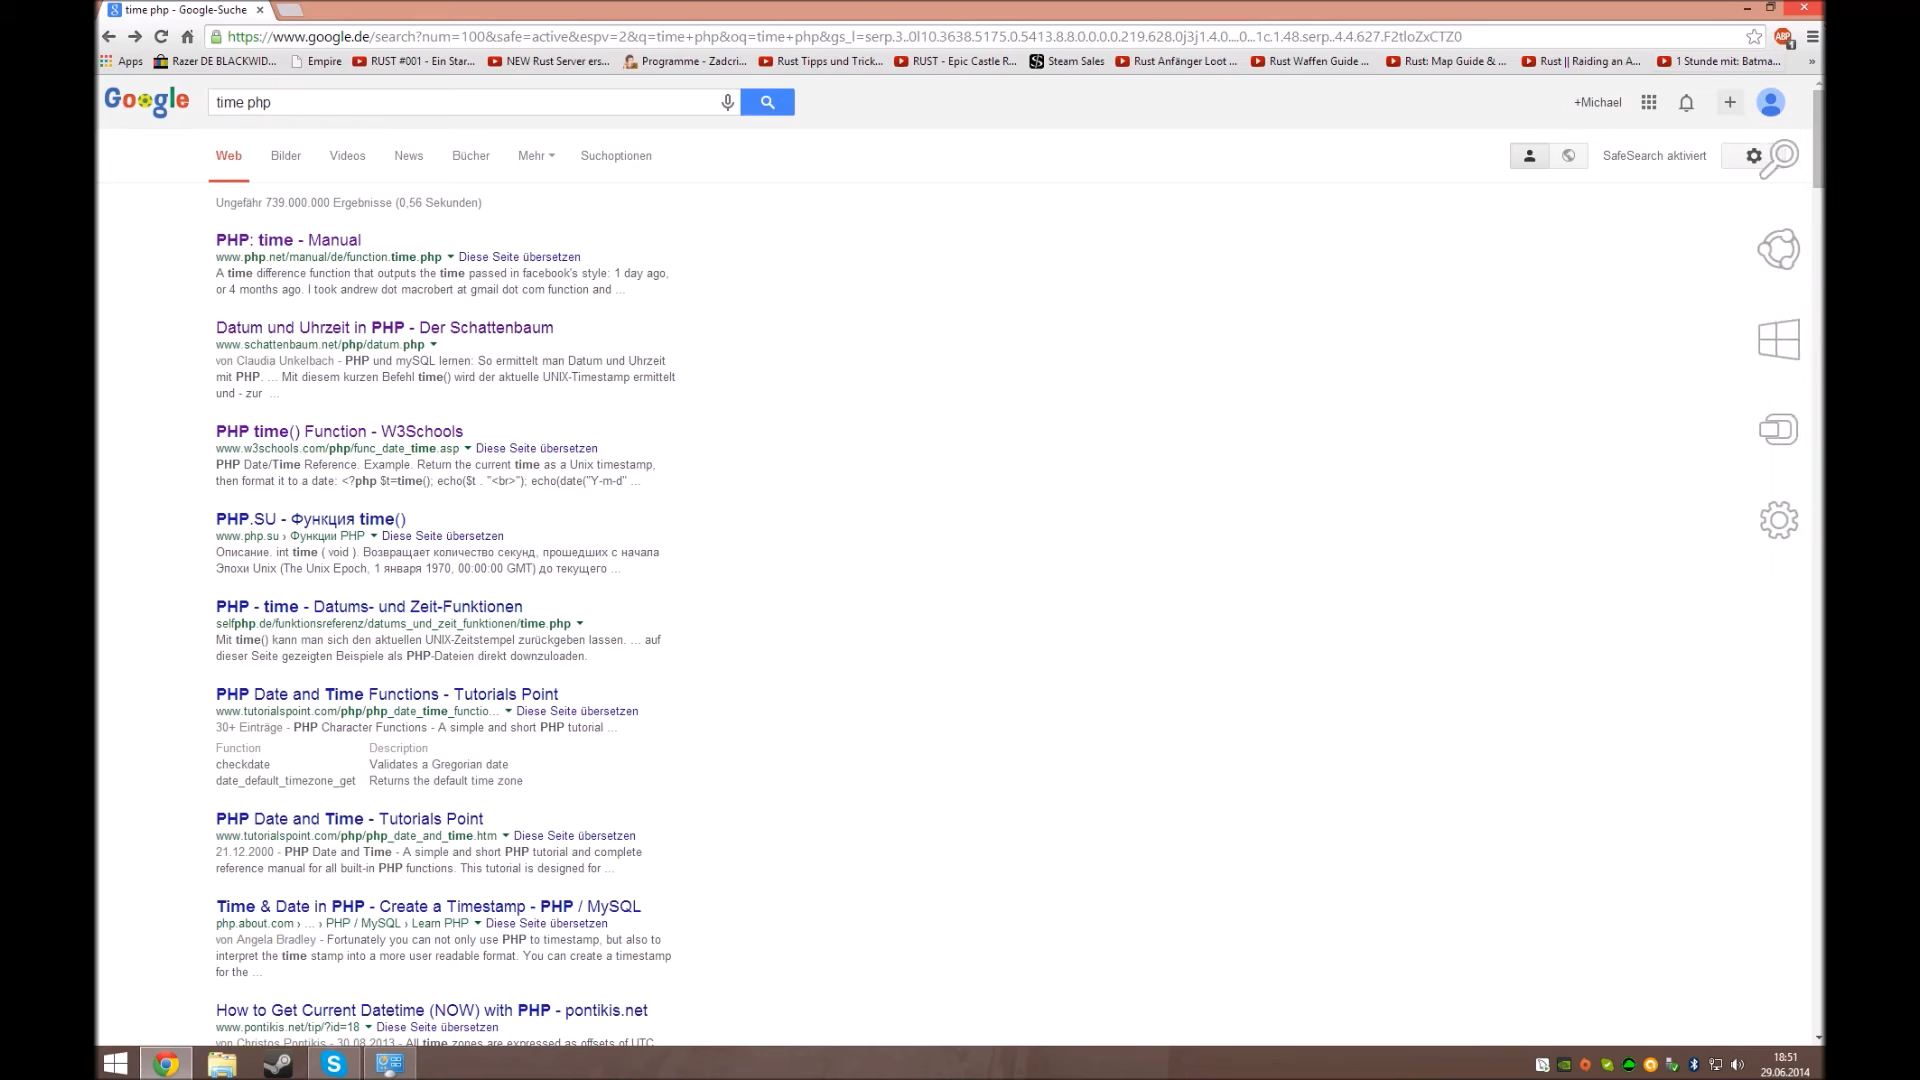 time php - Google-Suche
https://www.google.de/search?num=100&safe=active&espv=2&q=time+php&oq=time+php&gs_l=serp.3..0l10.3638.5175.0.5413.8.8.0.0.0.0.219.628.0j3j1.4.0....0...1c.1.48.serp..4.4.627.F2tIoZxCTZ0
ABP 1
Apps Razer DE BLACKWID... Empire RUST #001 - Ein Star... NEW Rust Server ers... Programme - Zadcri... Rust Tipps und Trick... RUST - Epic Castle R... Steam Sales Rust Anfänger Loot ... Rust Waffen Guide ... Rust: Map Guide & ... Rust || Raiding an A... 1 Stunde mit: Batma... »
Google time php +Michael
Web Bilder Videos News Bücher Mehr Suchoptionen SafeSearch aktiviert
Ungefähr 739.000.000 Ergebnisse (0,56 Sekunden)
PHP: time - Manual
www.php.net/manual/de/function.time.php Diese Seite übersetzen
A time difference function that outputs the time passed in facebook's style: 1 day ago,
or 4 months ago. I took andrew dot macrobert at gmail dot com function and ...
Datum und Uhrzeit in PHP - Der Schattenbaum
www.schattenbaum.net/php/datum.php
von Claudia Unkelbach - PHP und mySQL lernen: So ermittelt man Datum und Uhrzeit
mit PHP. ... Mit diesem kurzen Befehl time() wird der aktuelle UNIX-Timestamp ermittelt
und - zur ...
PHP time() Function - W3Schools
www.w3schools.com/php/func_date_time.asp Diese Seite übersetzen
PHP Date/Time Reference. Example. Return the current time as a Unix timestamp,
then format it to a date: <?php $t=time(); echo($t . "<br>"); echo(date("Y-m-d" ...
PHP.SU - Функция time()
www.php.su › Функции PHP Diese Seite übersetzen
Описание. int time ( void ). Возвращает количество секунд, прошедших с начала
Эпохи Unix (The Unix Epoch, 1 января 1970, 00:00:00 GMT) до текущего ...
PHP - time - Datums- und Zeit-Funktionen
selfphp.de/funktionsreferenz/datums_und_zeit_funktionen/time.php
Mit time() kann man sich den aktuellen UNIX-Zeitstempel zurückgeben lassen. ... auf
dieser Seite gezeigten Beispiele als PHP-Dateien direkt downzuloaden.
PHP Date and Time Functions - Tutorials Point
www.tutorialspoint.com/php/php_date_time_functio... Diese Seite übersetzen
30+ Einträge - PHP Character Functions - A simple and short PHP tutorial ...
Function Description
checkdate Validates a Gregorian date
date_default_timezone_get Returns the default time zone
PHP Date and Time - Tutorials Point
www.tutorialspoint.com/php/php_date_and_time.htm Diese Seite übersetzen
21.12.2000 - PHP Date and Time - A simple and short PHP tutorial and complete
reference manual for all built-in PHP functions. This tutorial is designed for ...
Time & Date in PHP - Create a Timestamp - PHP / MySQL
php.about.com › ... › PHP / MySQL › Learn PHP Diese Seite übersetzen
von Angela Bradley - Fortunately you can not only use PHP to timestamp, but also to
interpret the time stamp into a more user readable format. You can create a timestamp
for the ...
How to Get Current Datetime (NOW) with PHP - pontikis.net
www.pontikis.net/tip/?id=18 Diese Seite übersetzen
von Christos Pontikis - 30.08.2013 - All time zones are expressed as offsets of UTC
18:51
29.06.2014